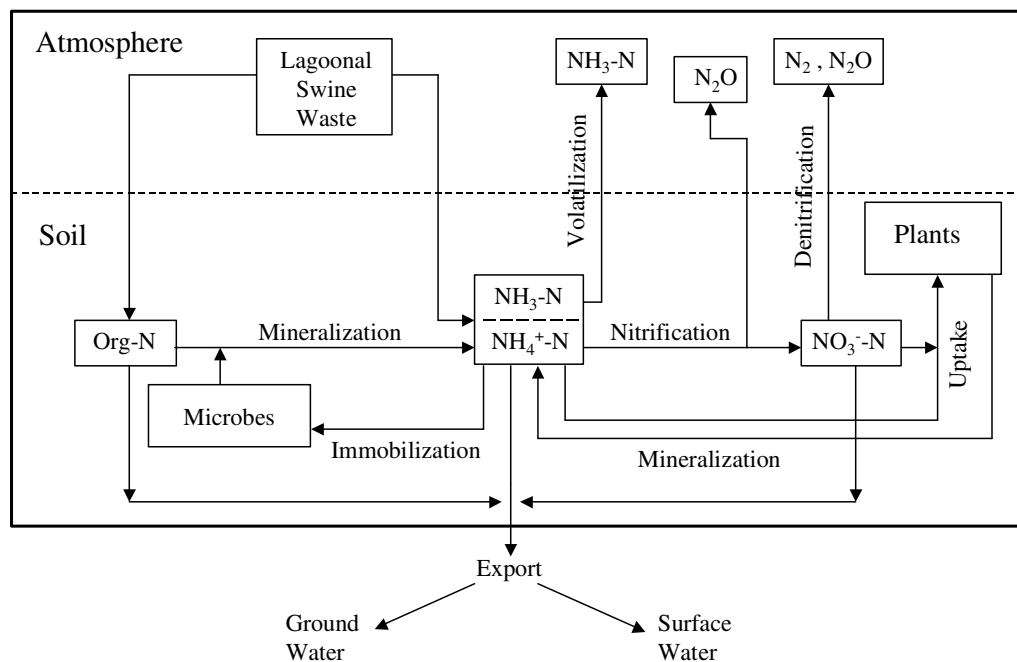 Atmosphere
Lagoonal
Swine
Waste
NH₃-N
N₂O
N₂ , N₂O
Volatilization
Denitrification
Soil
Plants
NH₃-N
NH₄⁺-N
Org-N
Mineralization
Nitrification
NO₃⁻-N
Uptake
Microbes
Immobilization
Mineralization
Export
Ground
Water
Surface
Water